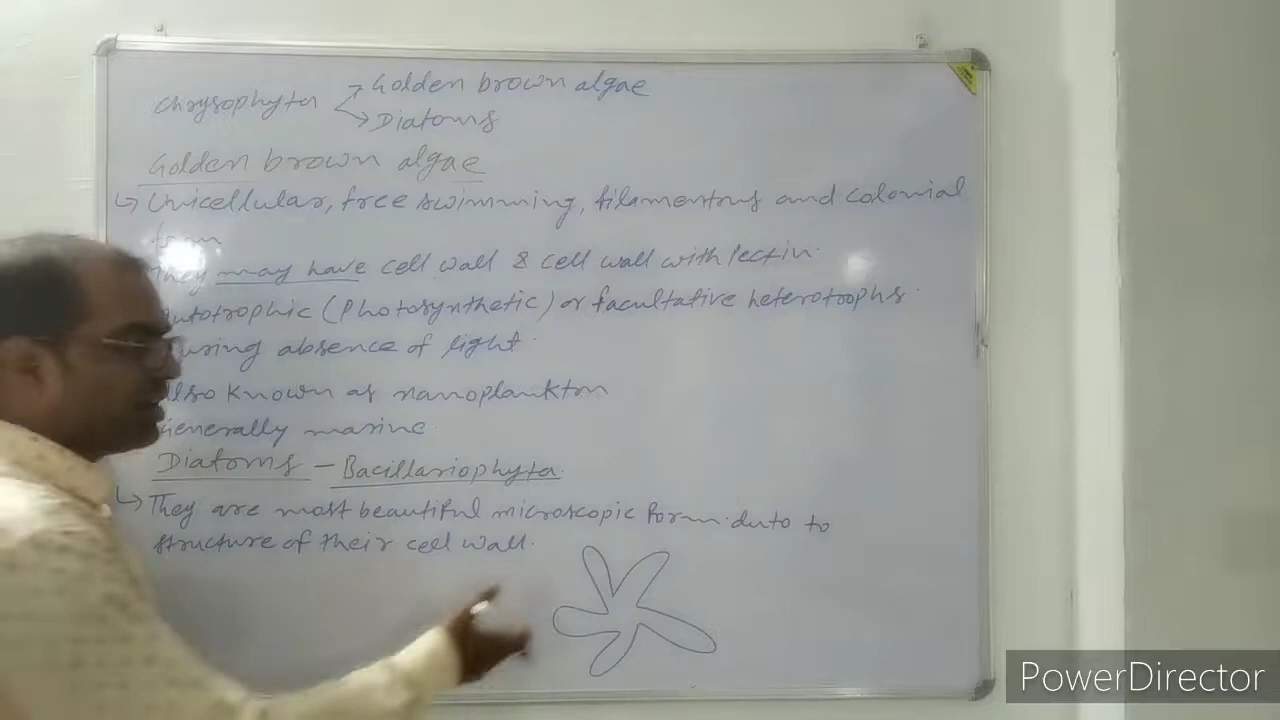 Chrysophyta → Golden brown algae
→ Diatoms
Golden brown algae
↳ Unicellular, free swimming, filamentous and colonial
form
They may have cell wall & cell wall with lectin.
autotrophic (Photosynthetic) or facultative heterotrophs
during absence of light.
Also known as nanoplankton
Generally marine.
Diatoms - Bacillariophyta.
↳ They are most beautiful microscopic form duto to
structure of their cell wall.
PowerDirector